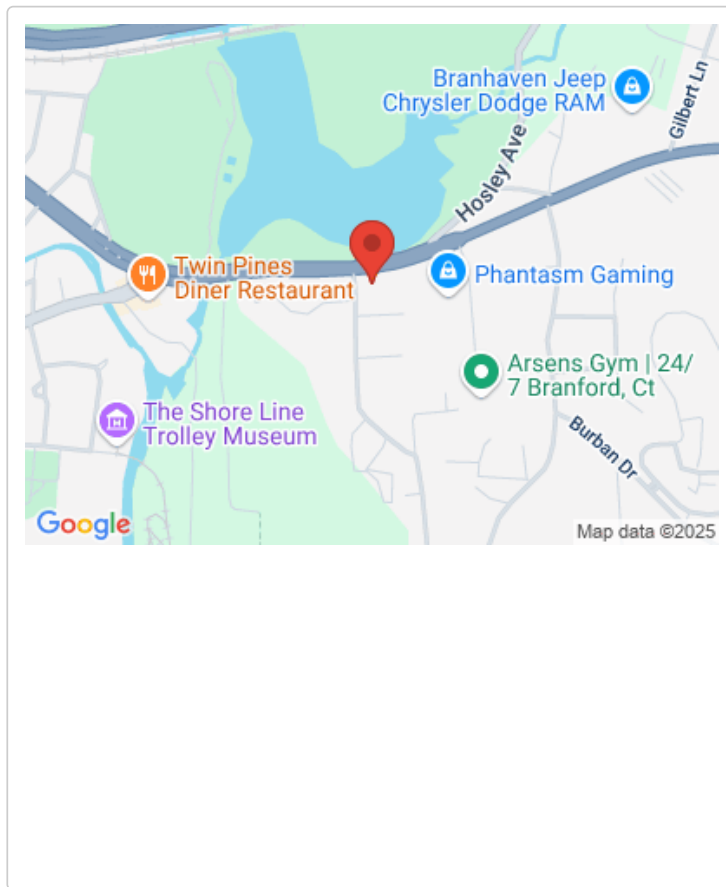 Branhaven Jeep
Chrysler Dodge RAM
Gilbert Ln
Hosley Ave
Twin Pines
Diner Restaurant
Phantasm Gaming
Arsens Gym | 24/
7 Branford, Ct
The Shore Line
Trolley Museum
Burban Dr
Google
Map data ©2025